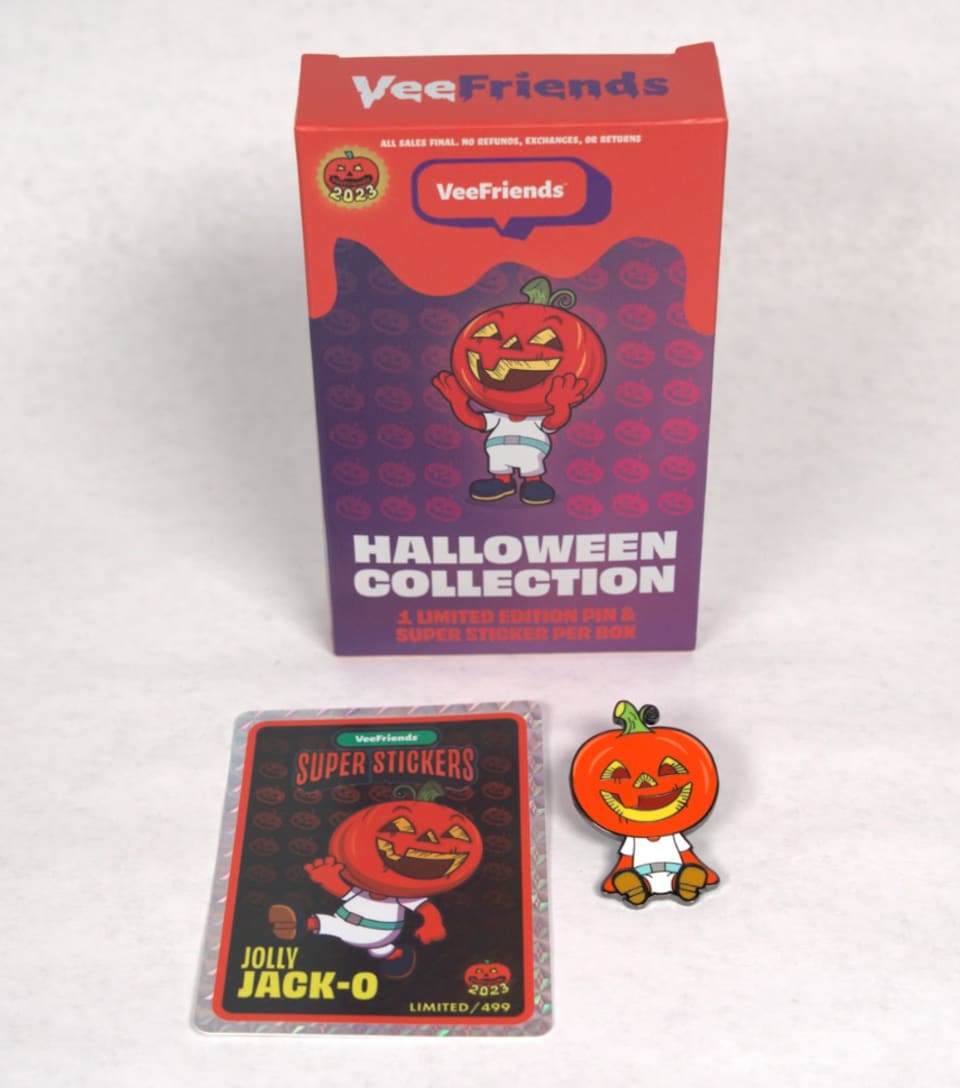 VeeFriends
ALL SALES FINAL. NO REFUNDS, EXCHANGES, OR RETURNS
2023
VeeFriends™
HALLOWEEN
COLLECTION
1 LIMITED EDITION PIN &
SUPER STICKER PER BOX
VeeFriends
SUPER STICKERS
JOLLY
JACK-O
2023
LIMITED/499